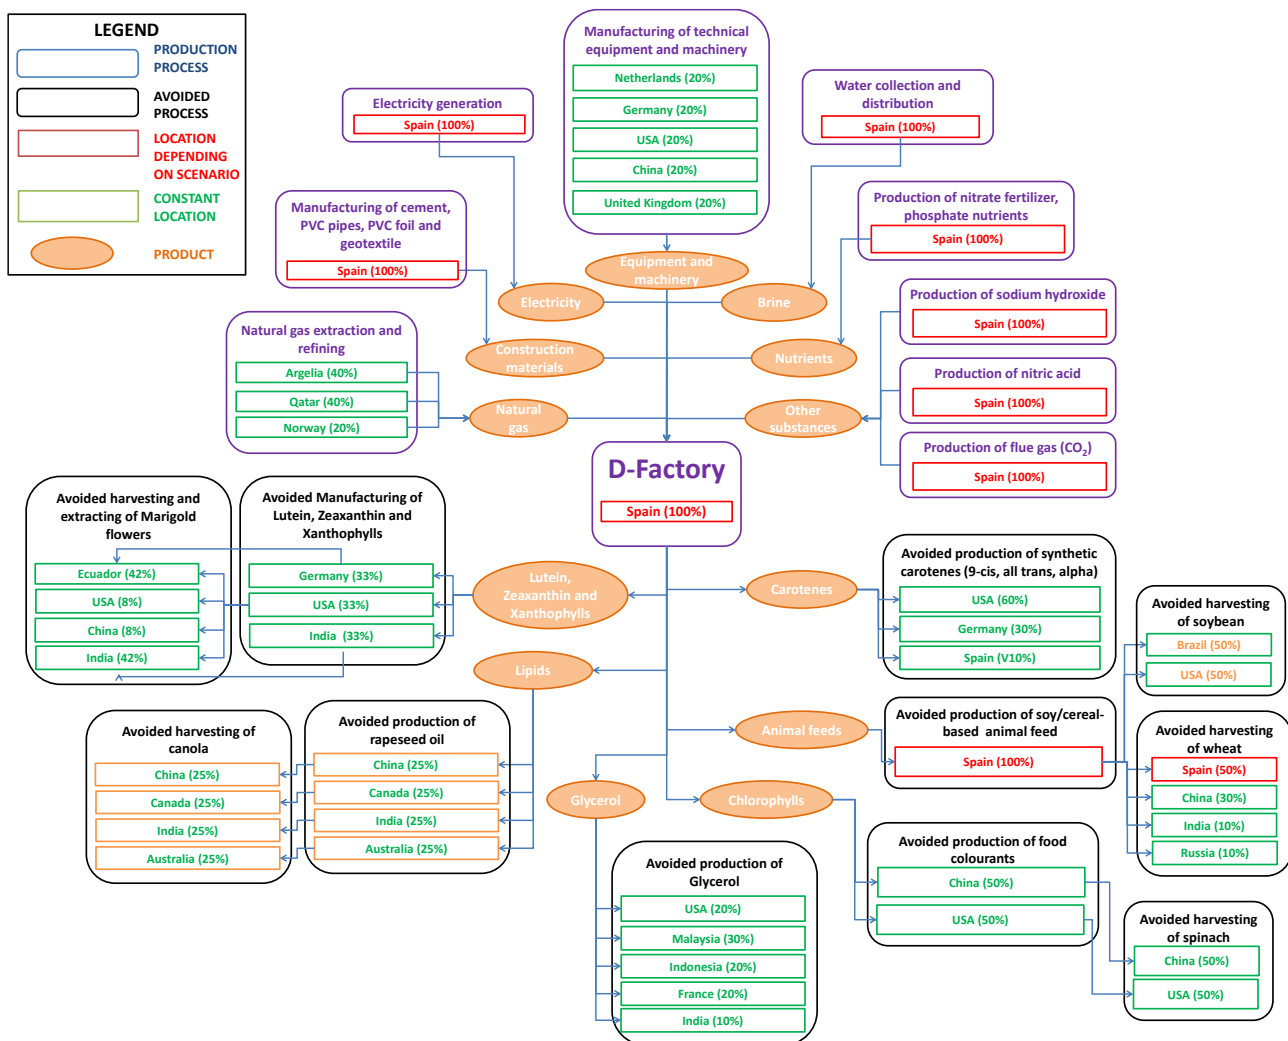 LEGEND
PRODUCTION
PROCESS
AVOIDED
PROCESS
LOCATION
DEPENDING
ON SCENARIO
CONSTANT
LOCATION
PRODUCT
Manufacturing of technical
equipment and machinery
Netherlands (20%)
Germany (20%)
USA (20%)
China (20%)
United Kingdom (20%)
Electricity generation
Spain (100%)
Water collection and
distribution
Spain (100%)
Manufacturing of cement,
PVC pipes, PVC foil and
geotextile
Spain (100%)
Production of nitrate fertilizer,
phosphate nutrients
Spain (100%)
Equipment and
machinery
Electricity
Brine
Natural gas extraction and
refining
Argelia (40%)
Qatar (40%)
Norway (20%)
Construction
materials
Nutrients
Natural
gas
Other
substances
Production of sodium hydroxide
Spain (100%)
Production of nitric acid
Spain (100%)
Production of flue gas (CO₂)
Spain (100%)
D-Factory
Spain (100%)
Avoided harvesting and
extracting of Marigold
flowers
Ecuador (42%)
USA (8%)
China (8%)
India (42%)
Avoided Manufacturing of
Lutein, Zeaxanthin and
Xanthophylls
Germany (33%)
USA (33%)
India (33%)
Lutein,
Zeaxanthin and
Xanthophylls
Carotenes
Avoided production of synthetic
carotenes (9-cis, all trans, alpha)
USA (60%)
Germany (30%)
Spain (V10%)
Avoided harvesting
of soybean
Brazil (50%)
USA (50%)
Lipids
Avoided harvesting of
canola
China (25%)
Canada (25%)
India (25%)
Australia (25%)
Avoided production of
rapeseed oil
China (25%)
Canada (25%)
India (25%)
Australia (25%)
Animal feeds
Avoided production of soy/cereal-
based animal feed
Spain (100%)
Avoided harvesting
of wheat
Spain (50%)
China (30%)
India (10%)
Russia (10%)
Glycerol
Chlorophylls
Avoided production of
Glycerol
USA (20%)
Malaysia (30%)
Indonesia (20%)
France (20%)
India (10%)
Avoided production of food
colourants
China (50%)
USA (50%)
Avoided harvesting
of spinach
China (50%)
USA (50%)